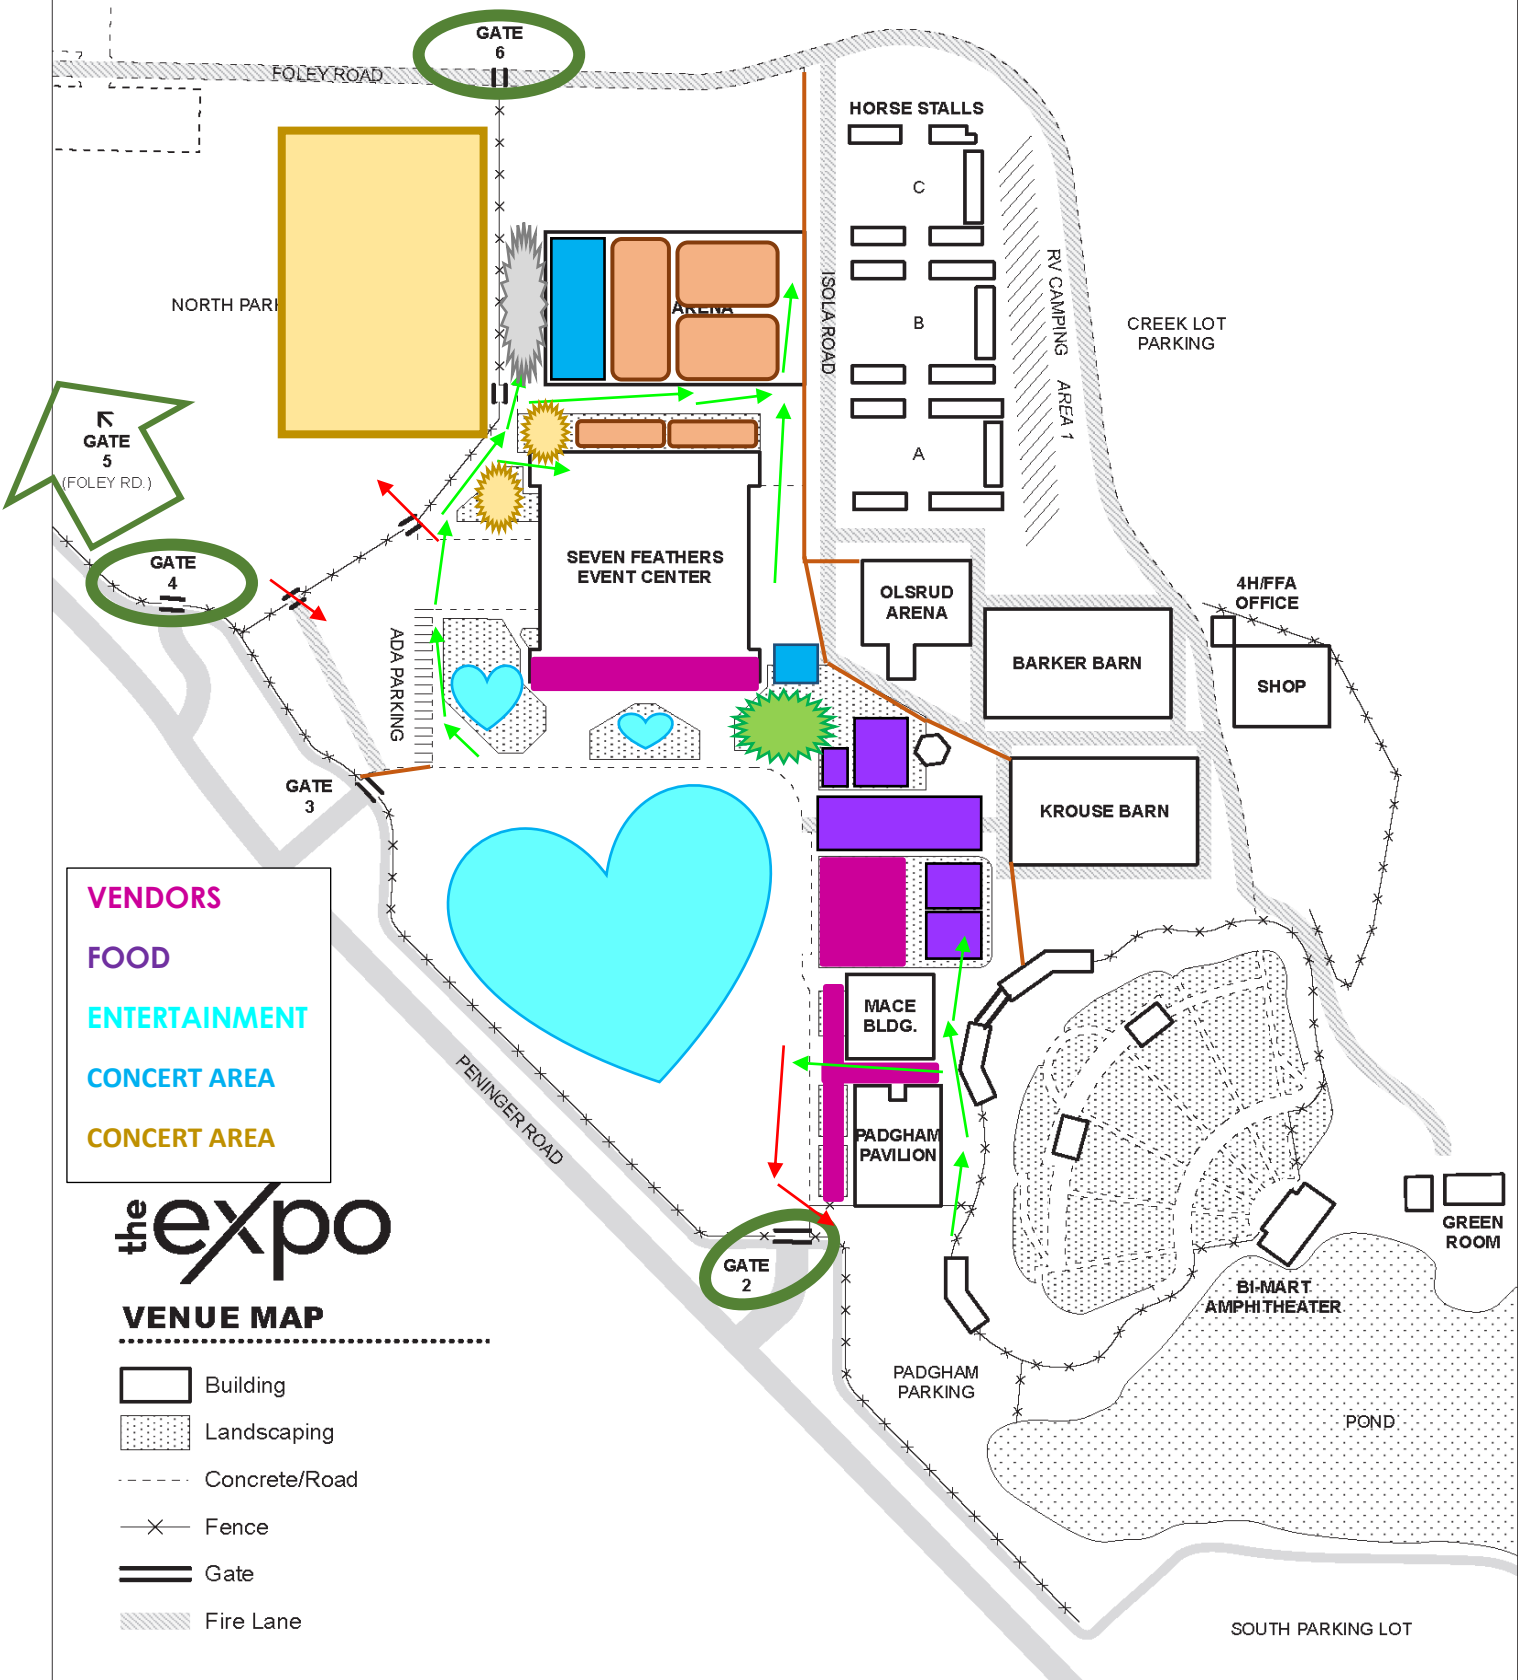 GATE
6
FOLEY ROAD
HORSE STALLS
C
NORTH PARK
ARENA
ISOLA ROAD
B
RV CAMPING AREA 1
CREEK LOT
PARKING
GATE
5
(FOLEY RD.)
A
GATE
4
SEVEN FEATHERS
EVENT CENTER
OLSRUD
ARENA
4H/FFA
OFFICE
BARKER BARN
SHOP
ADA PARKING
GATE
3
KROUSE BARN
VENDORS
FOOD
ENTERTAINMENT
CONCERT AREA
CONCERT AREA
MACE
BLDG.
PENINGER ROAD
PADGHAM
PAVILION
the expo
GATE
2
GREEN
ROOM
BI-MART
AMPHITHEATER
VENUE MAP
PADGHAM
PARKING
POND
Building
Landscaping
Concrete/Road
Fence
Gate
Fire Lane
SOUTH PARKING LOT